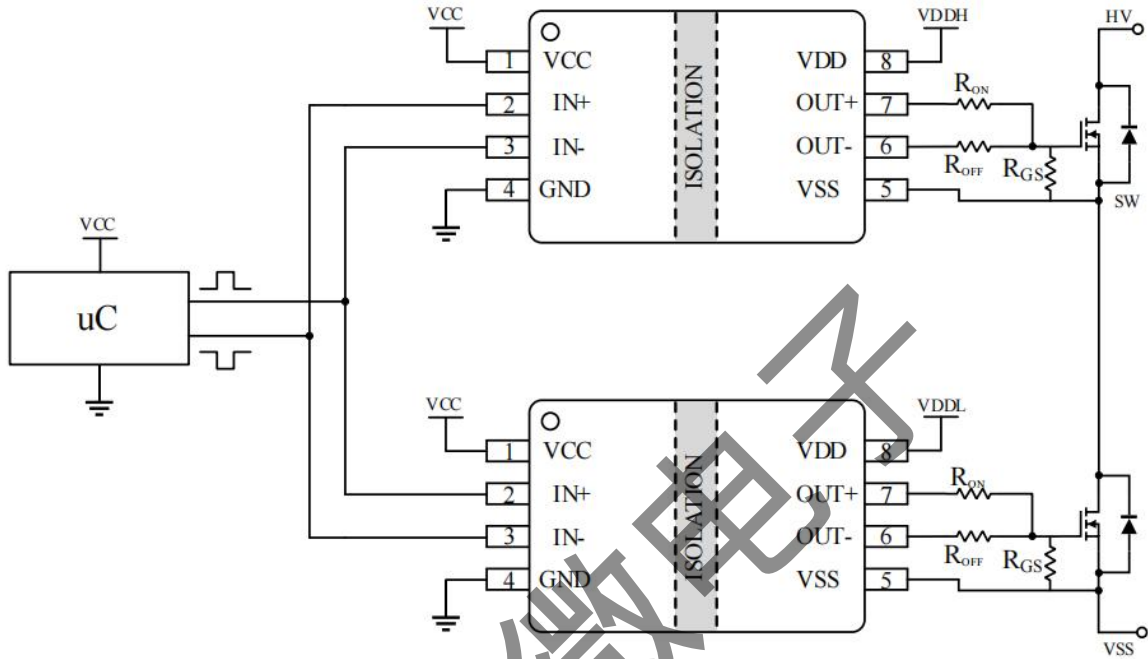 VCC
VDDH
HV
1
VCC
VDD
8
2
IN+
OUT+
7
RON
3
IN-
OUT-
6
ROFF
RGS
4
GND
VSS
5
ISOLATION
SW
VCC
uC
VCC
VDDL
1
VCC
VDD
8
2
IN+
OUT+
7
RON
3
IN-
OUT-
6
ROFF
RGS
4
GND
VSS
5
ISOLATION
VSS
微电子